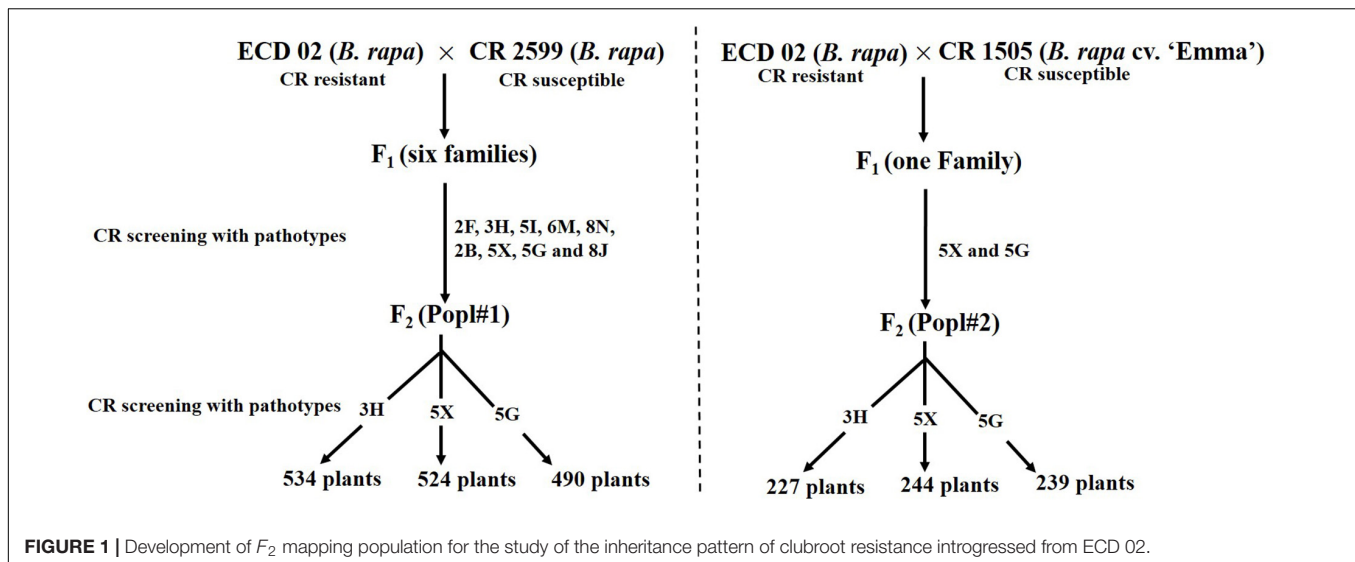 ECD 02 (B. rapa) × CR 2599 (B. rapa)
CR resistant CR susceptible
F1 (six families)
CR screening with pathotypes
2F, 3H, 5I, 6M, 8N,
2B, 5X, 5G and 8J
F2 (Popl#1)
CR screening with pathotypes
3H 5X 5G
534 plants 524 plants 490 plants
ECD 02 (B. rapa) × CR 1505 (B. rapa cv. ‘Emma’)
CR resistant CR susceptible
F1 (one Family)
5X and 5G
F2 (Popl#2)
3H 5X 5G
227 plants 244 plants 239 plants
FIGURE 1 | Development of F2 mapping population for the study of the inheritance pattern of clubroot resistance introgressed from ECD 02.